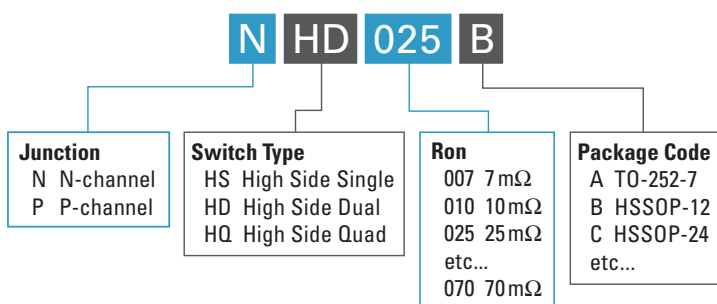 N HD 025 B
Junction
N N-channel
P P-channel
Switch Type
HS High Side Single
HD High Side Dual
HQ High Side Quad
Ron
007 7 mΩ
010 10 mΩ
025 25 mΩ
etc...
070 70 mΩ
Package Code
A TO-252-7
B HSSOP-12
C HSSOP-24
etc...